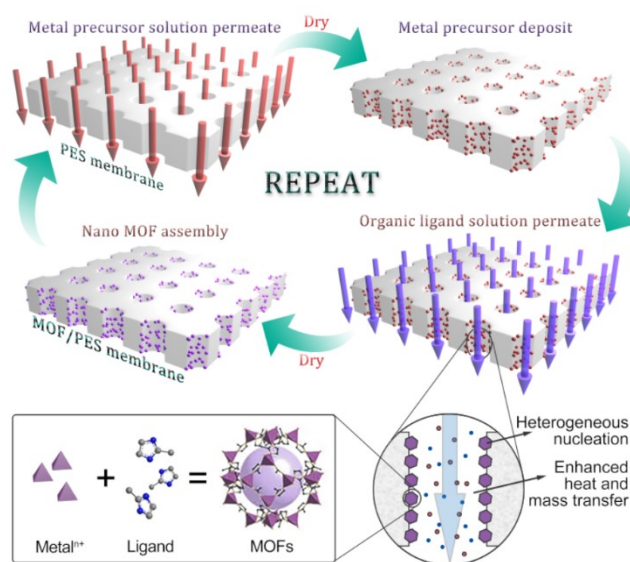 Metal precursor solution permeate
Dry
Metal precursor deposit
PES membrane
REPEAT
Nano MOF assembly
Organic ligand solution permeate
MOF/PES membrane
Dry
Heterogeneous
nucleation
Enhanced
heat and
mass transfer
Metalⁿ⁺
Ligand
MOFs
+
=